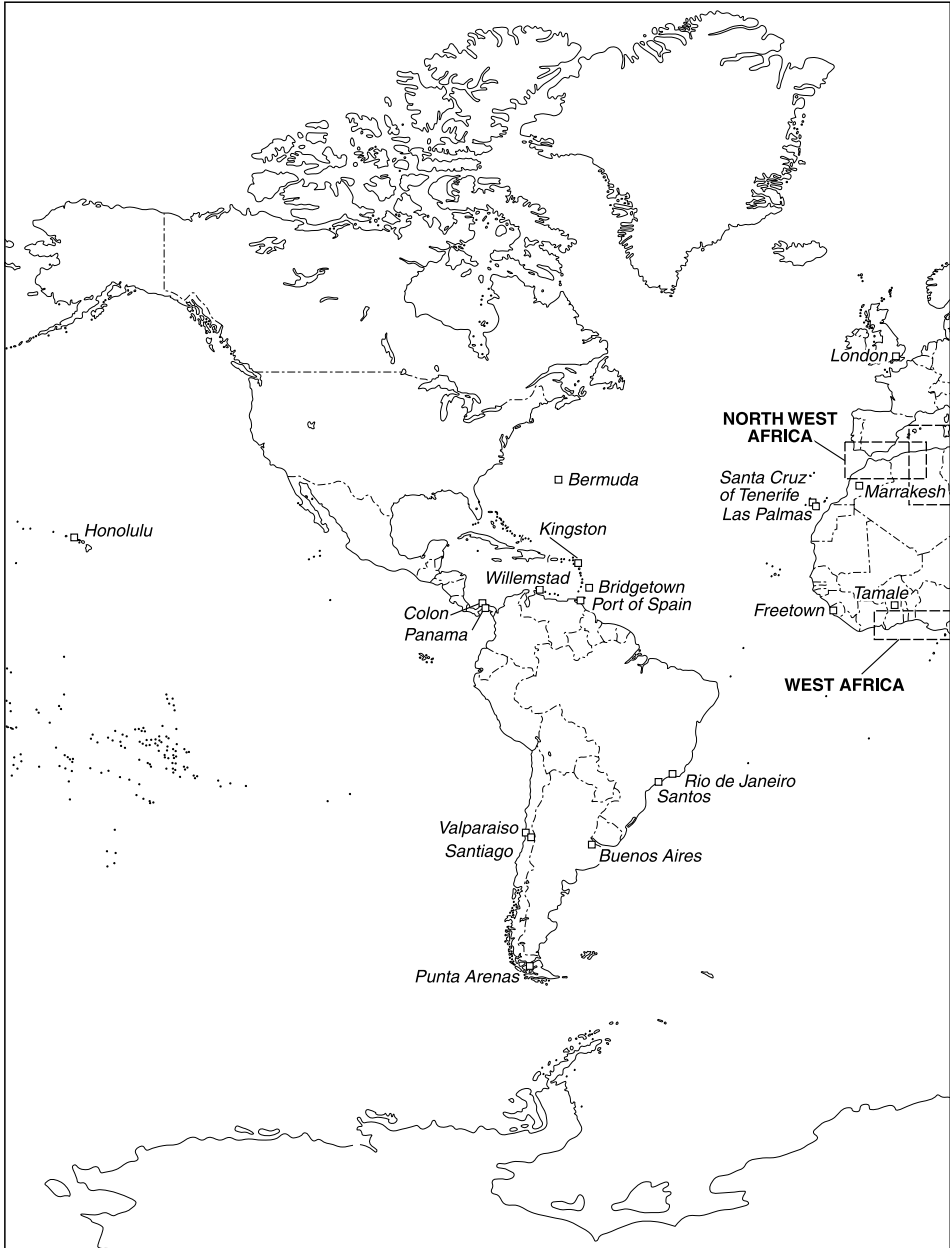 London
NORTH WEST
AFRICA
Bermuda
Santa Cruz
of Tenerife
Las Palmas
Marrakesh
Honolulu
Kingston
Willemstad
Bridgetown
Port of Spain
Colon
Panama
Freetown
Tamale
WEST AFRICA
Rio de Janeiro
Santos
Valparaiso
Santiago
Buenos Aires
Punta Arenas